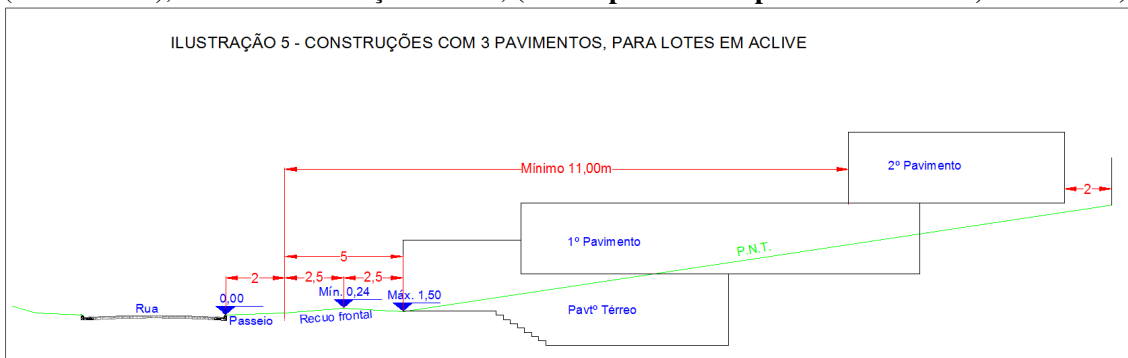 ILUSTRAÇÃO 5 - CONSTRUÇÕES COM 3 PAVIMENTOS, PARA LOTES EM ACLIVE
2º Pavimento
Mínimo 11,00m
2
1º Pavimento
P.N.T.
5
2
2,5
2,5
0,00
Mín. 0,24
Máx. 1,50
Rua
Passeio
Recuo frontal
Pavtº Térreo